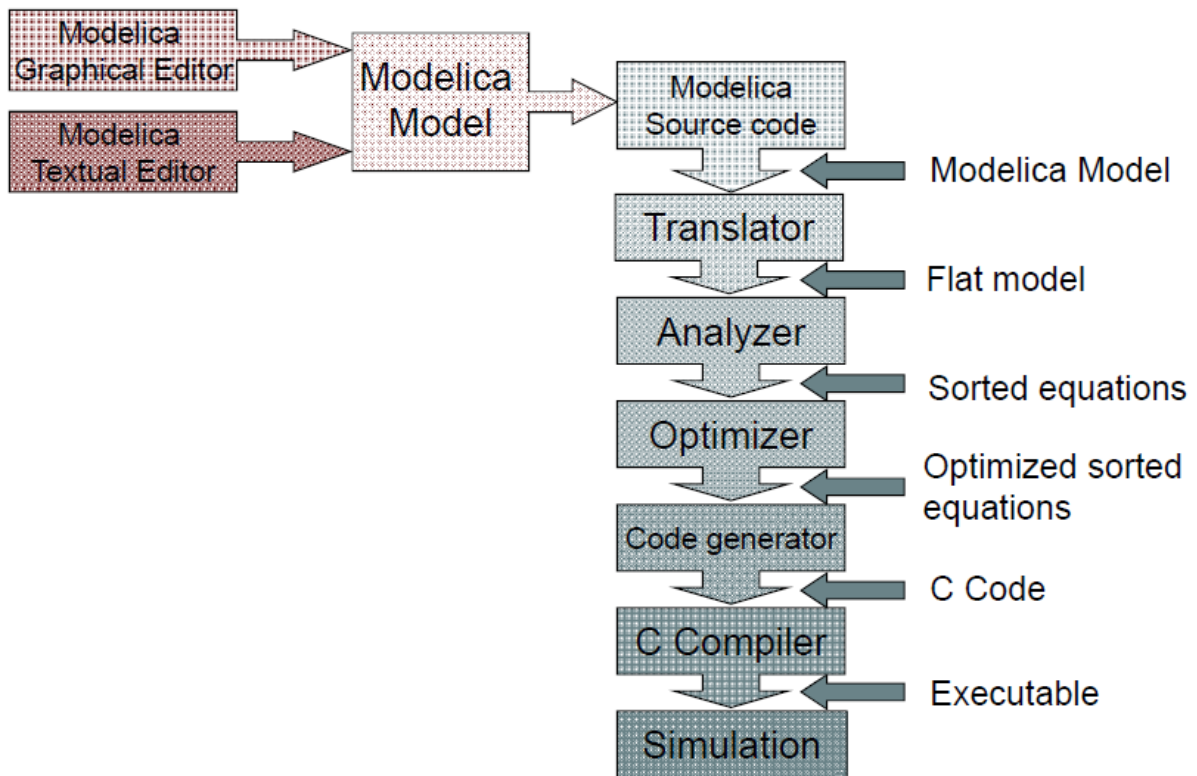 Modelica
Graphical Editor
Modelica
Textual Editor
Modelica
Model
Modelica
Source code
Modelica Model
Translator
Flat model
Analyzer
Sorted equations
Optimizer
Optimized sorted
equations
Code generator
C Code
C Compiler
Executable
Simulation